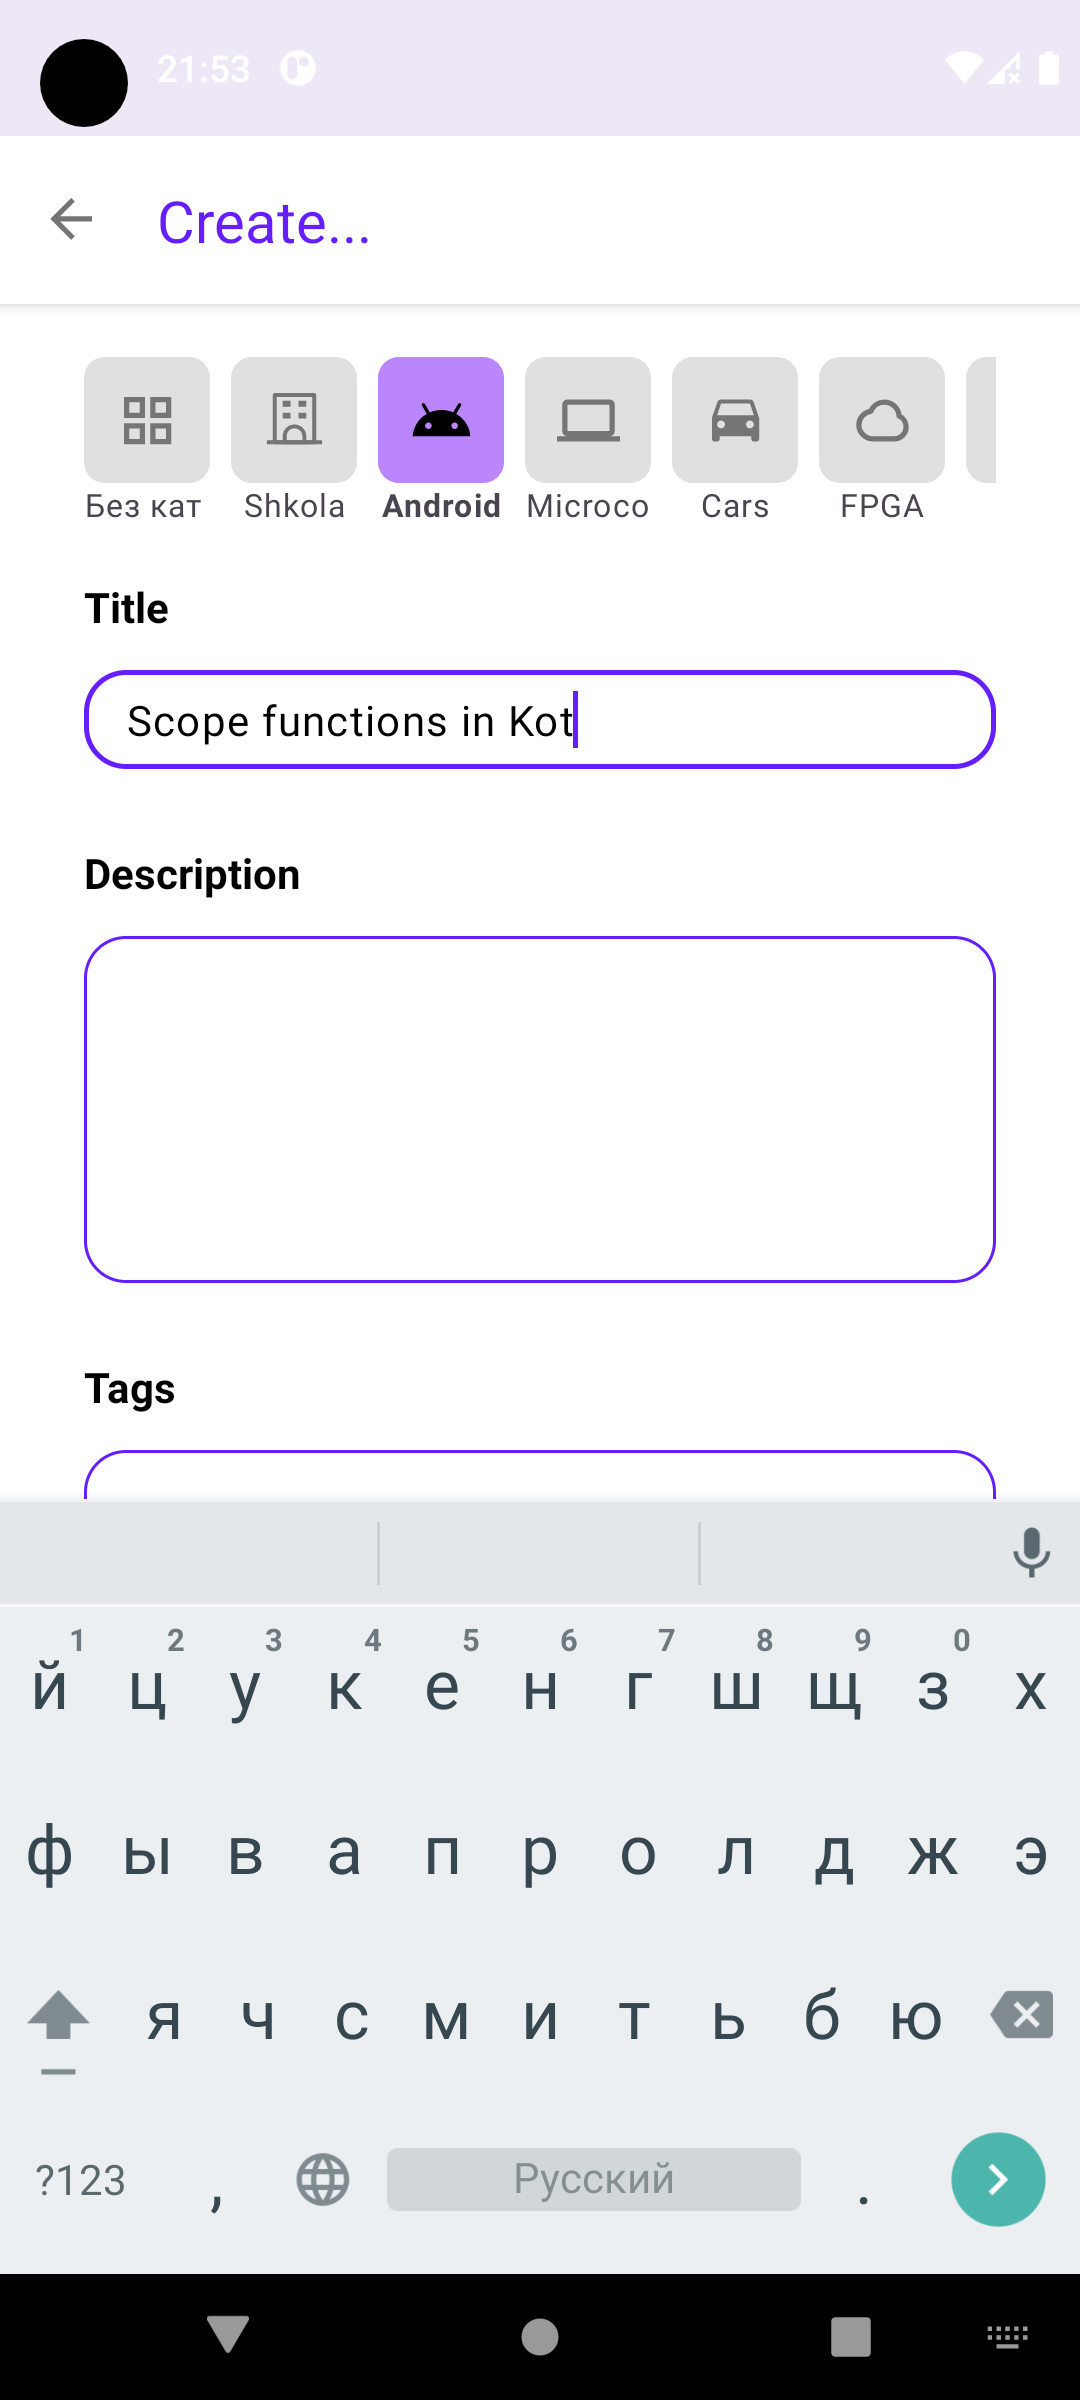 21:53
Create...
Без кат Shkola Android Microco Cars FPGA
Title
Scope functions in Kot
Description
Tags
1 2 3 4 5 6 7 8 9 0
й ц у к е н г ш щ з х
ф ы в а п р о л д ж э
я ч с м и т ь б ю
?123 , Русский .